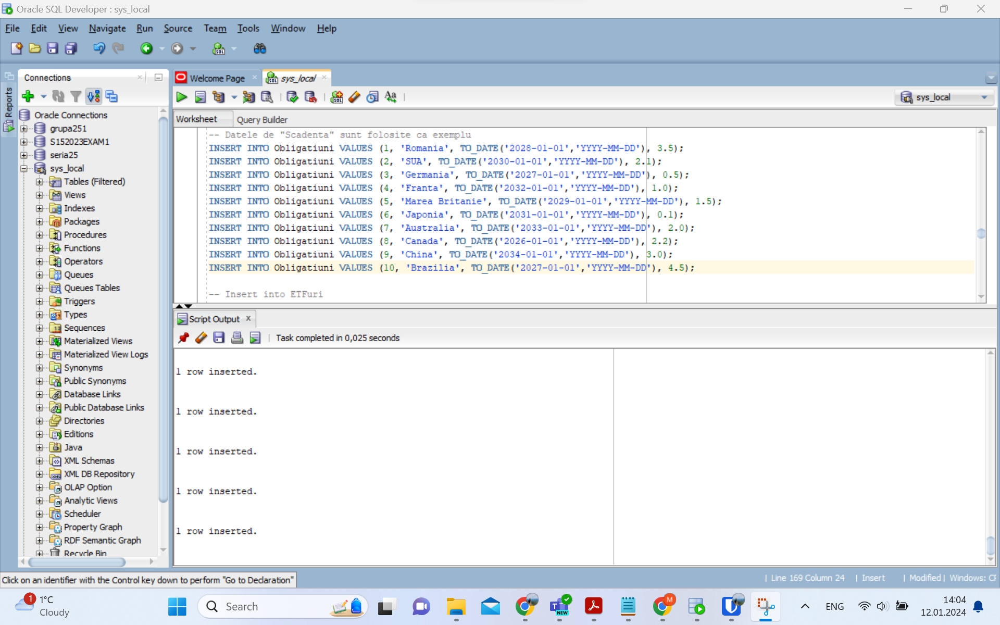 Oracle SQL Developer : sys_local
File Edit View Navigate Run Source Team Tools Window Help
Reports
Connections
Oracle Connections
grupa251
S152023EXAM1
seria25
sys_local
Tables (Filtered)
Views
Indexes
Packages
Procedures
Functions
Operators
Queues
Queues Tables
Triggers
Types
Sequences
Materialized Views
Materialized View Logs
Synonyms
Public Synonyms
Database Links
Public Database Links
Directories
Editions
Java
XML Schemas
XML DB Repository
OLAP Option
Analytic Views
Scheduler
Property Graph
RDF Semantic Graph
Recycle Bin
Welcome Page
sys_local
sys_local
Worksheet Query Builder
-- Datele de "Scadenta" sunt folosite ca exemplu
INSERT INTO Obligatiuni VALUES (1, 'Romania', TO_DATE('2028-01-01','YYYY-MM-DD'), 3.5);
INSERT INTO Obligatiuni VALUES (2, 'SUA', TO_DATE('2030-01-01','YYYY-MM-DD'), 2.1);
INSERT INTO Obligatiuni VALUES (3, 'Germania', TO_DATE('2027-01-01','YYYY-MM-DD'), 0.5);
INSERT INTO Obligatiuni VALUES (4, 'Franta', TO_DATE('2032-01-01','YYYY-MM-DD'), 1.0);
INSERT INTO Obligatiuni VALUES (5, 'Marea Britanie', TO_DATE('2029-01-01','YYYY-MM-DD'), 1.5);
INSERT INTO Obligatiuni VALUES (6, 'Japonia', TO_DATE('2031-01-01','YYYY-MM-DD'), 0.1);
INSERT INTO Obligatiuni VALUES (7, 'Australia', TO_DATE('2033-01-01','YYYY-MM-DD'), 2.0);
INSERT INTO Obligatiuni VALUES (8, 'Canada', TO_DATE('2026-01-01','YYYY-MM-DD'), 2.2);
INSERT INTO Obligatiuni VALUES (9, 'China', TO_DATE('2034-01-01','YYYY-MM-DD'), 3.0);
INSERT INTO Obligatiuni VALUES (10, 'Brazilia', TO_DATE('2027-01-01','YYYY-MM-DD'), 4.5);
-- Insert into ETFuri
Script Output
Task completed in 0,025 seconds
1 row inserted.
1 row inserted.
1 row inserted.
1 row inserted.
1 row inserted.
Click on an identifier with the Control key down to perform "Go to Declaration"
| Line 169 Column 24 | Insert | Modified | Windows: CF
1
1°C
Cloudy
Search
NEW
M
ENG
14:04
12.01.2024